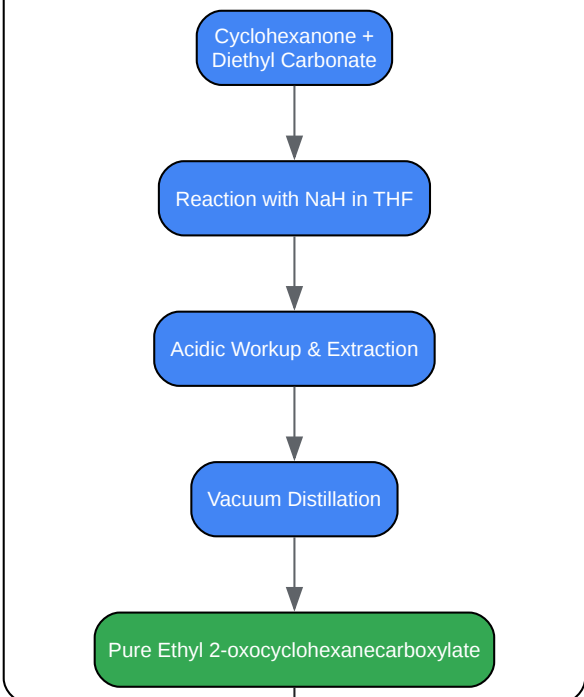 Cyclohexanone +
Diethyl Carbonate
Reaction with NaH in THF
Acidic Workup & Extraction
Vacuum Distillation
Pure Ethyl 2-oxocyclohexanecarboxylate